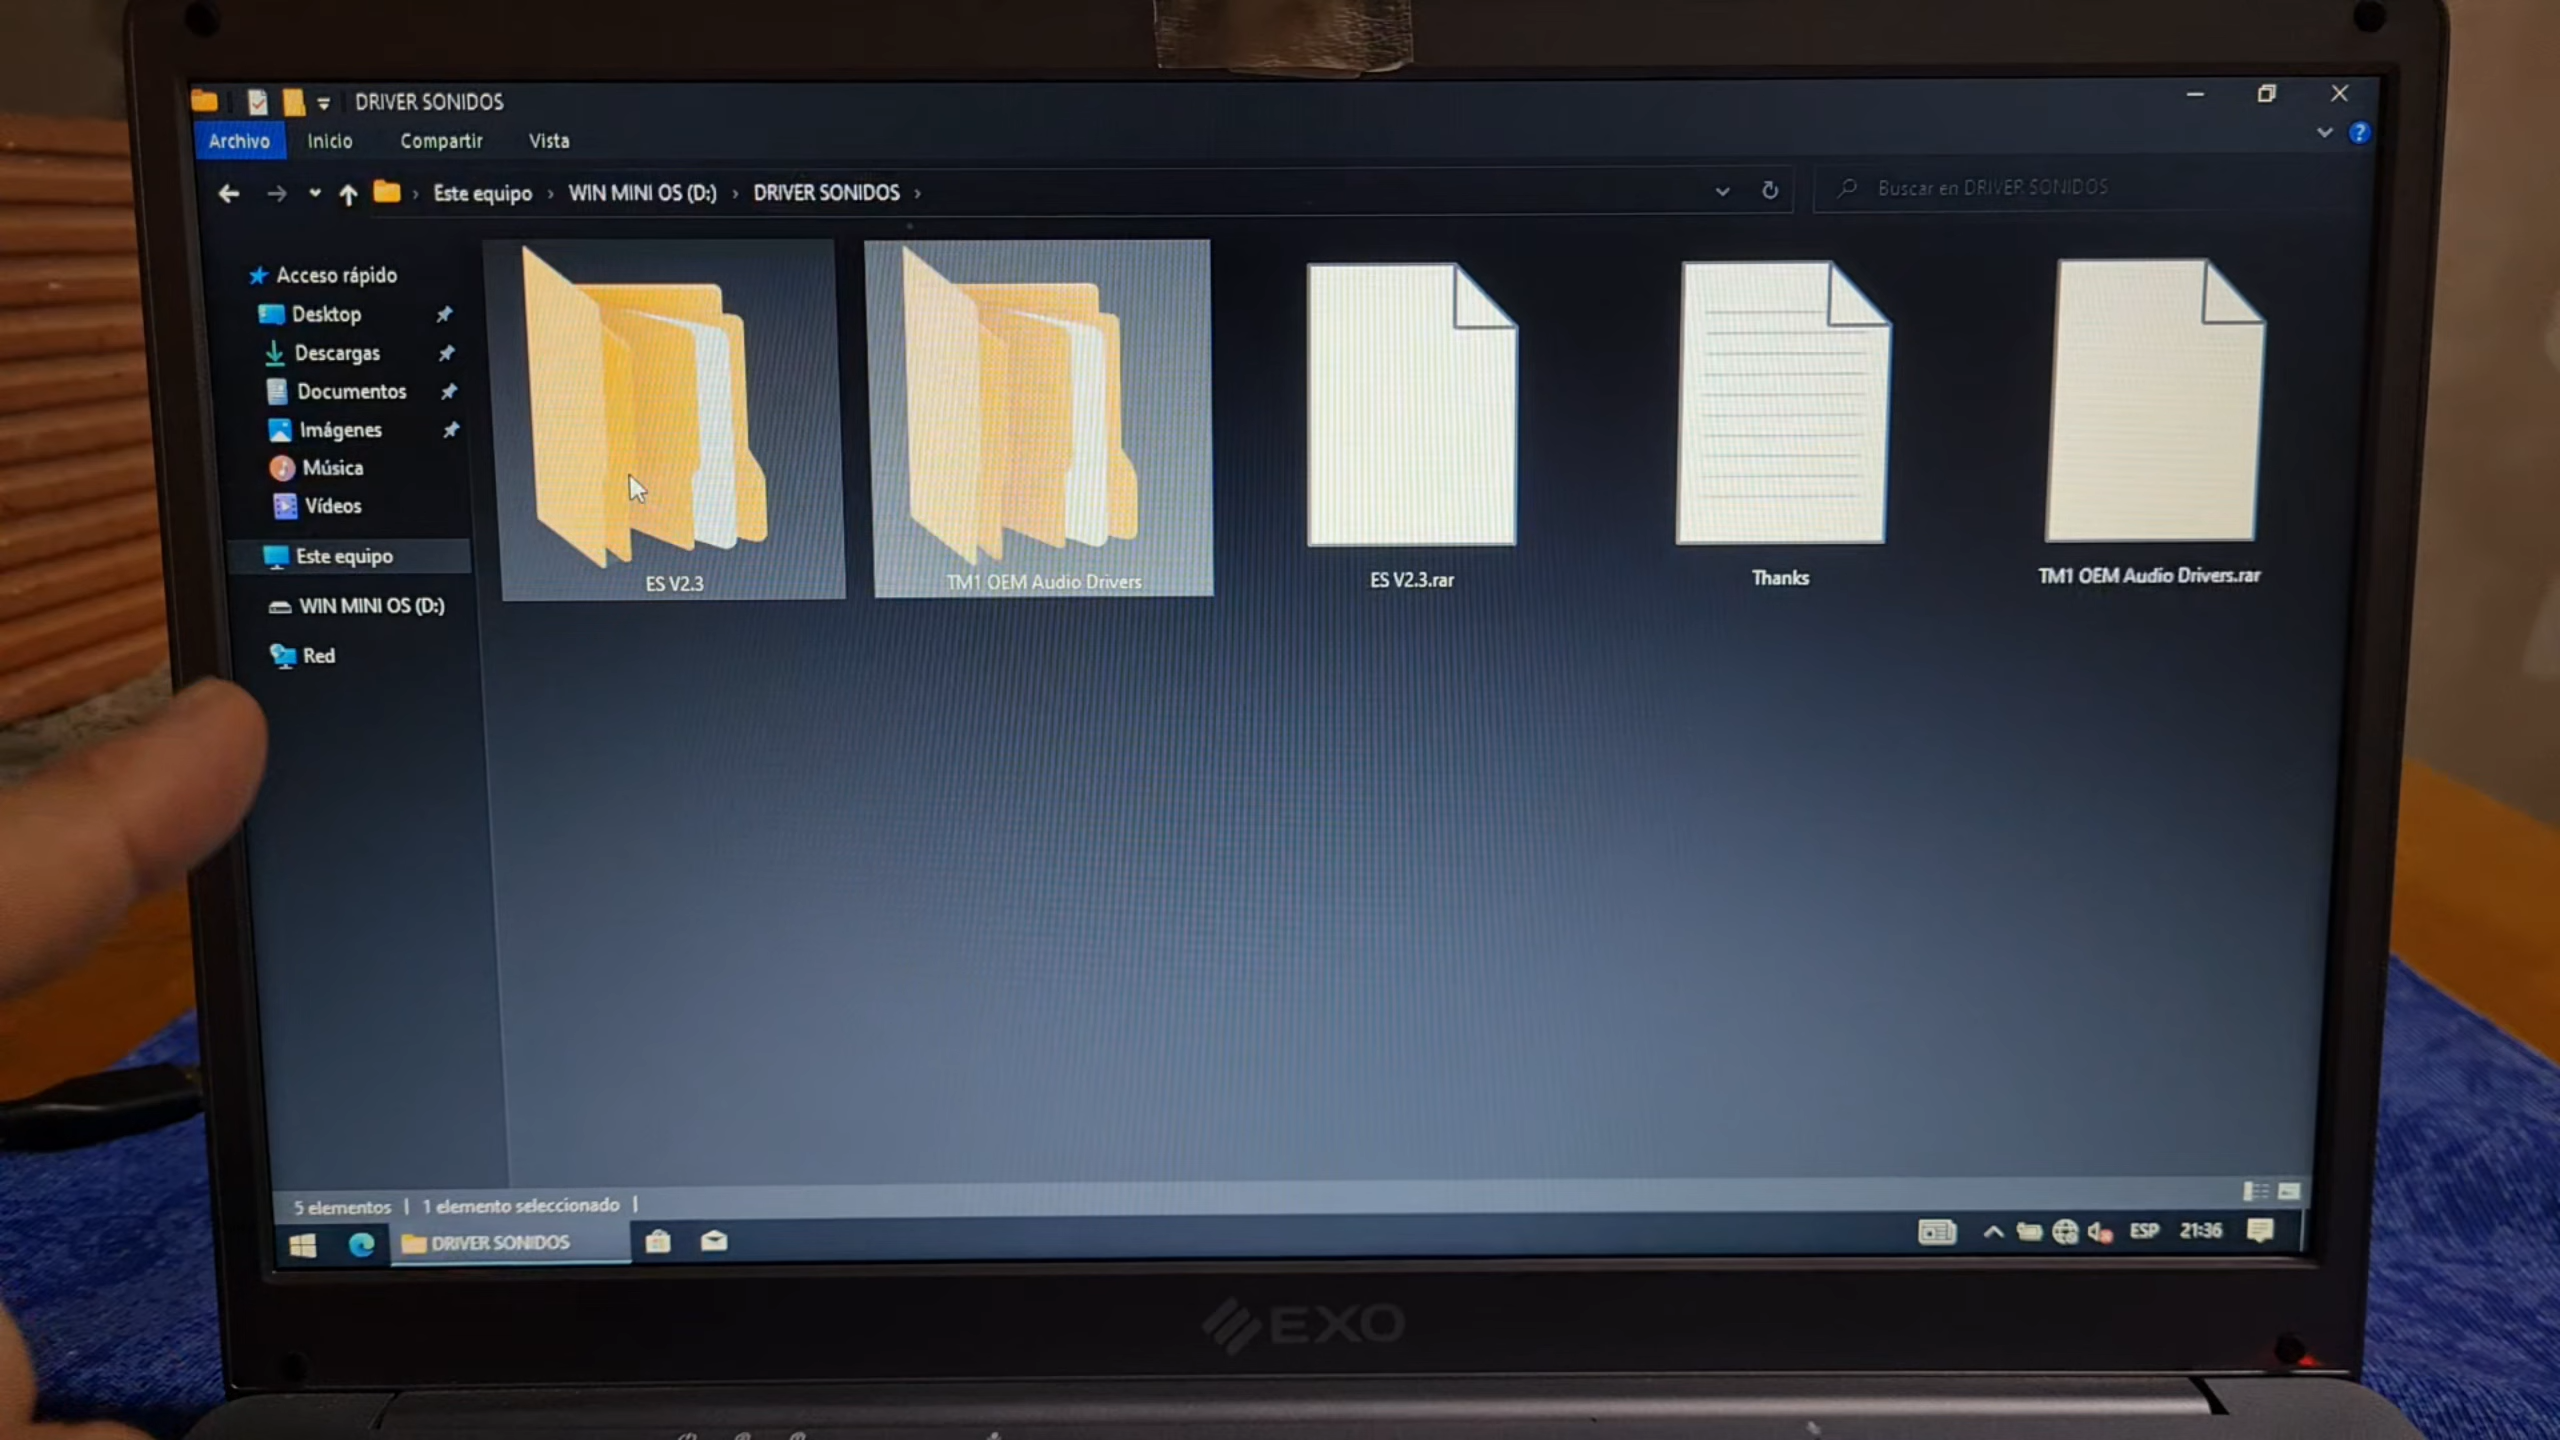 DRIVER SONIDOS
Archivo Inicio Compartir Vista
Este equipo › WIN MINI OS (D:) › DRIVER SONIDOS ›
Buscar en DRIVER SONIDOS
Acceso rápido
Desktop
Descargas
Documentos
Imágenes
Música
Vídeos
Este equipo
WIN MINI OS (D:)
Red
ES V2.3
TM1 OEM Audio Drivers
ES V2.3.rar
Thanks
TM1 OEM Audio Drivers.rar
5 elementos | 1 elemento seleccionado |
DRIVER SONIDOS
ESP 21:36
EXO